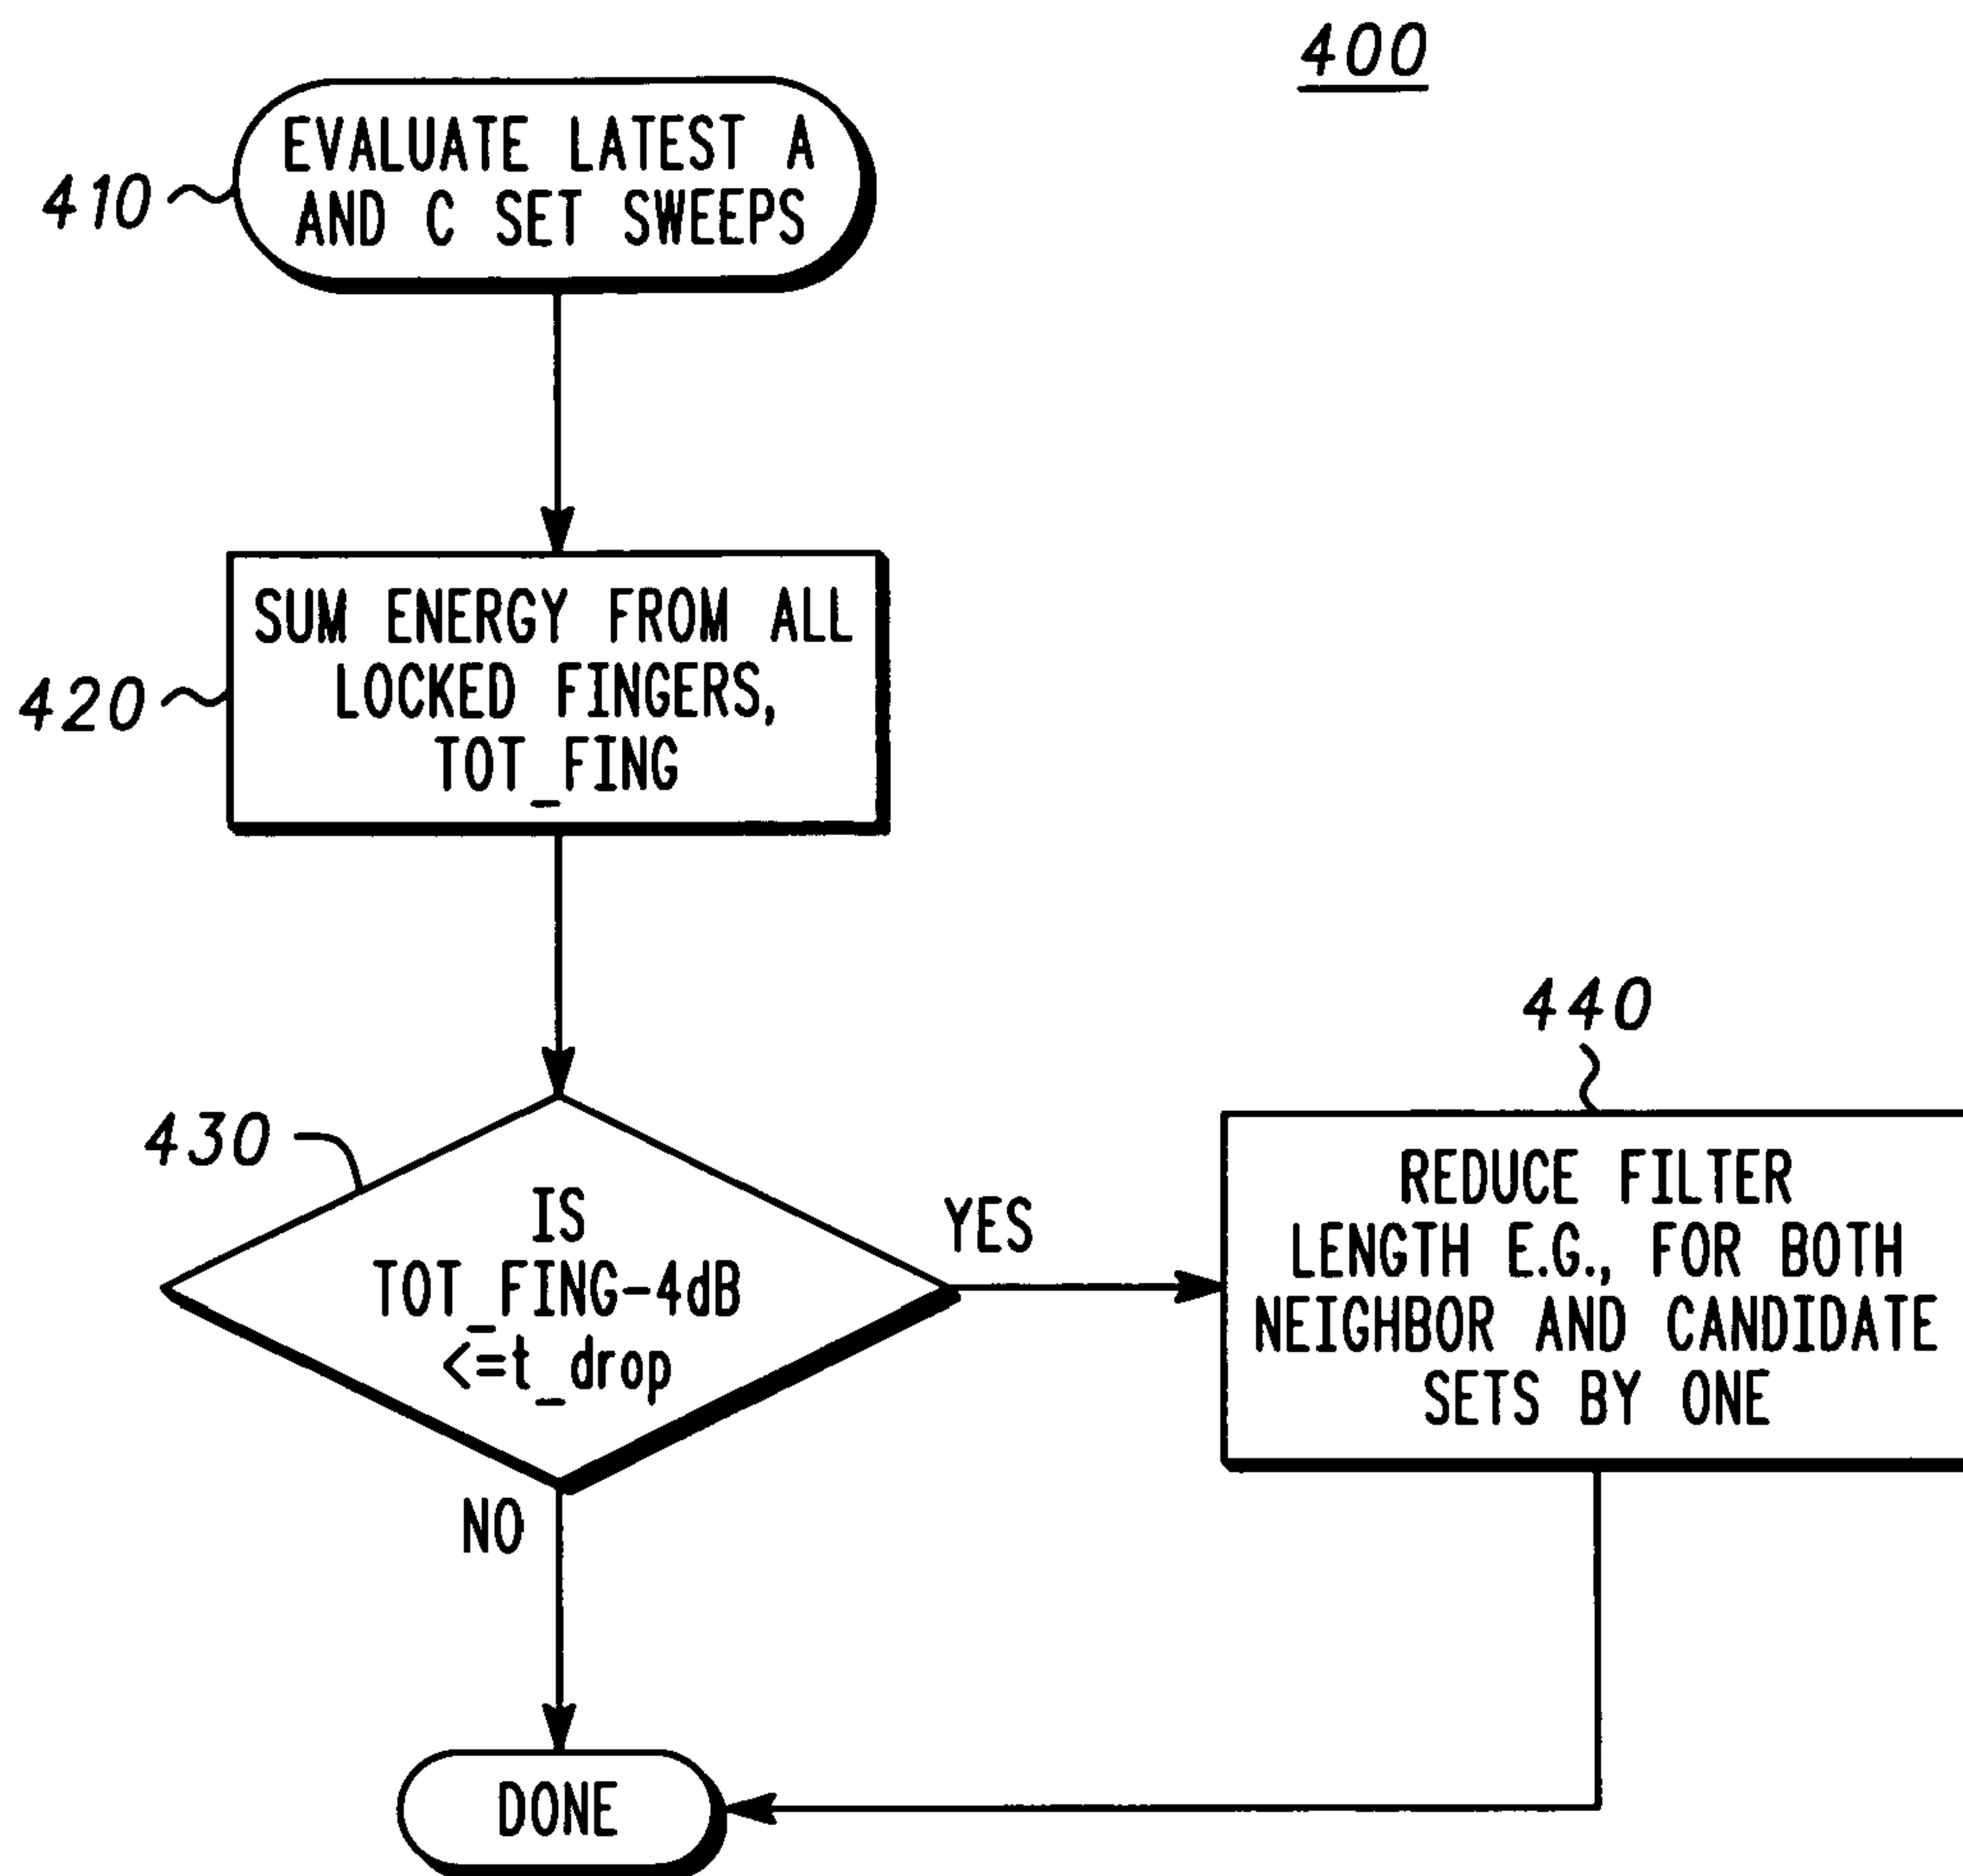 400
410
EVALUATE LATEST A
AND C SET SWEEPS
420
SUM ENERGY FROM ALL
LOCKED FINGERS,
TOT_FING
430
IS
TOT_FING-4dB
<=t_drop
YES
NO
440
REDUCE FILTER
LENGTH E.G., FOR BOTH
NEIGHBOR AND CANDIDATE
SETS BY ONE
DONE